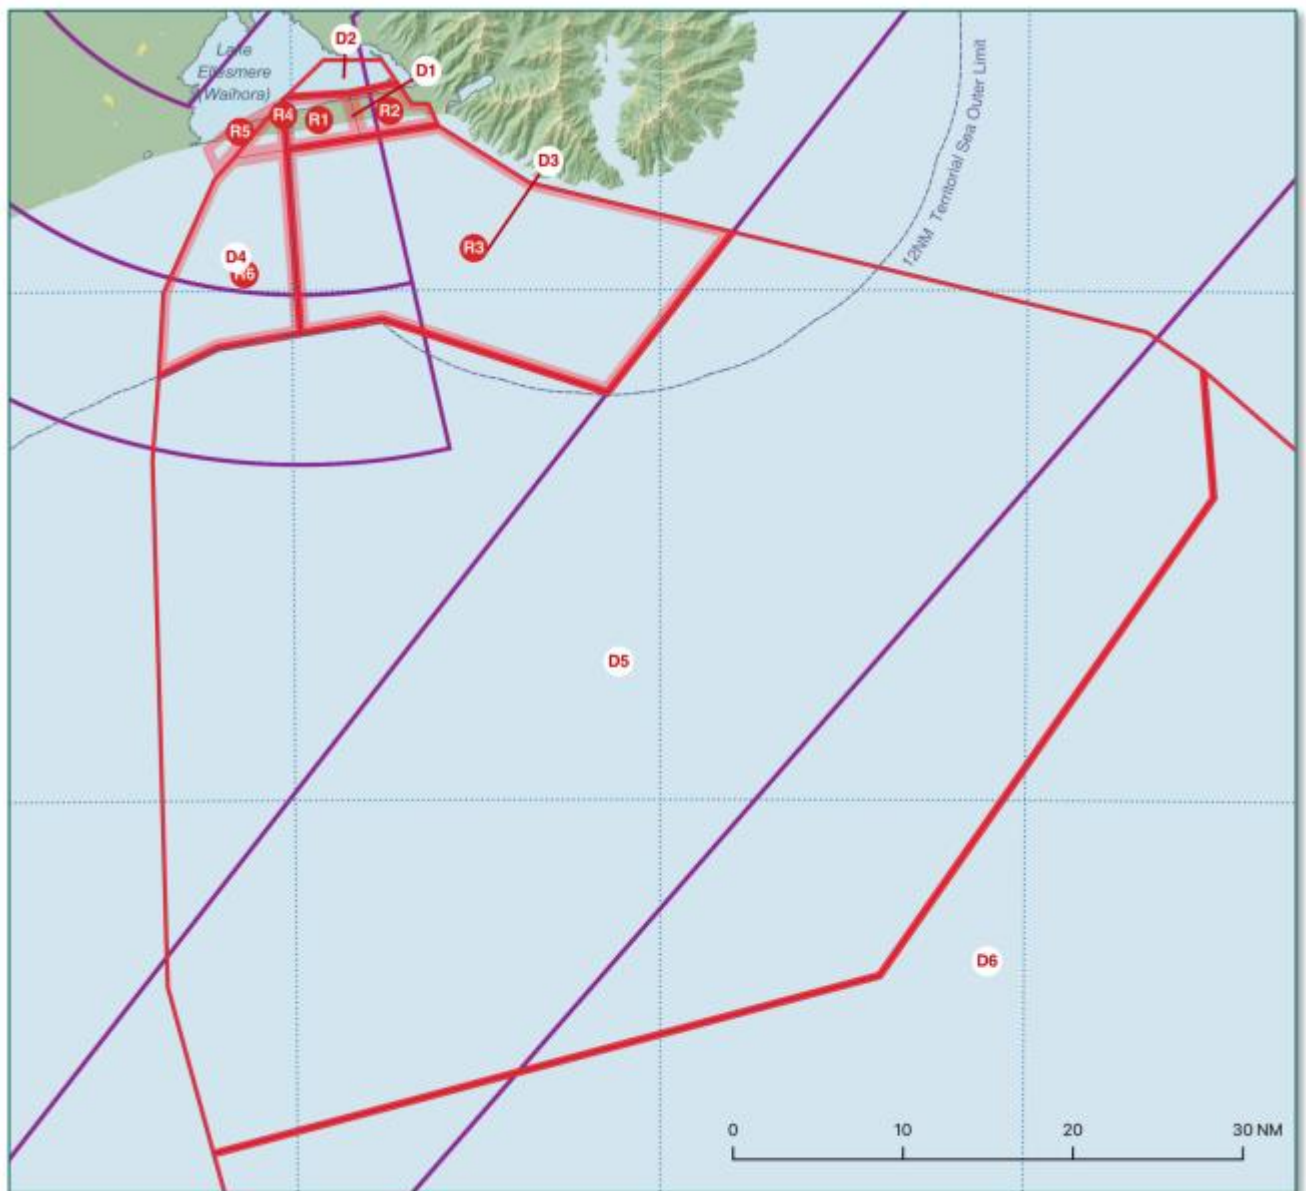 D2
Lake
Ellesmere
(Waihora)
D1
R4
R1
R2
R5
D3
R3
D4
R6
12NM Territorial Sea Outer Limit
D5
D6
0 10 20 30 NM